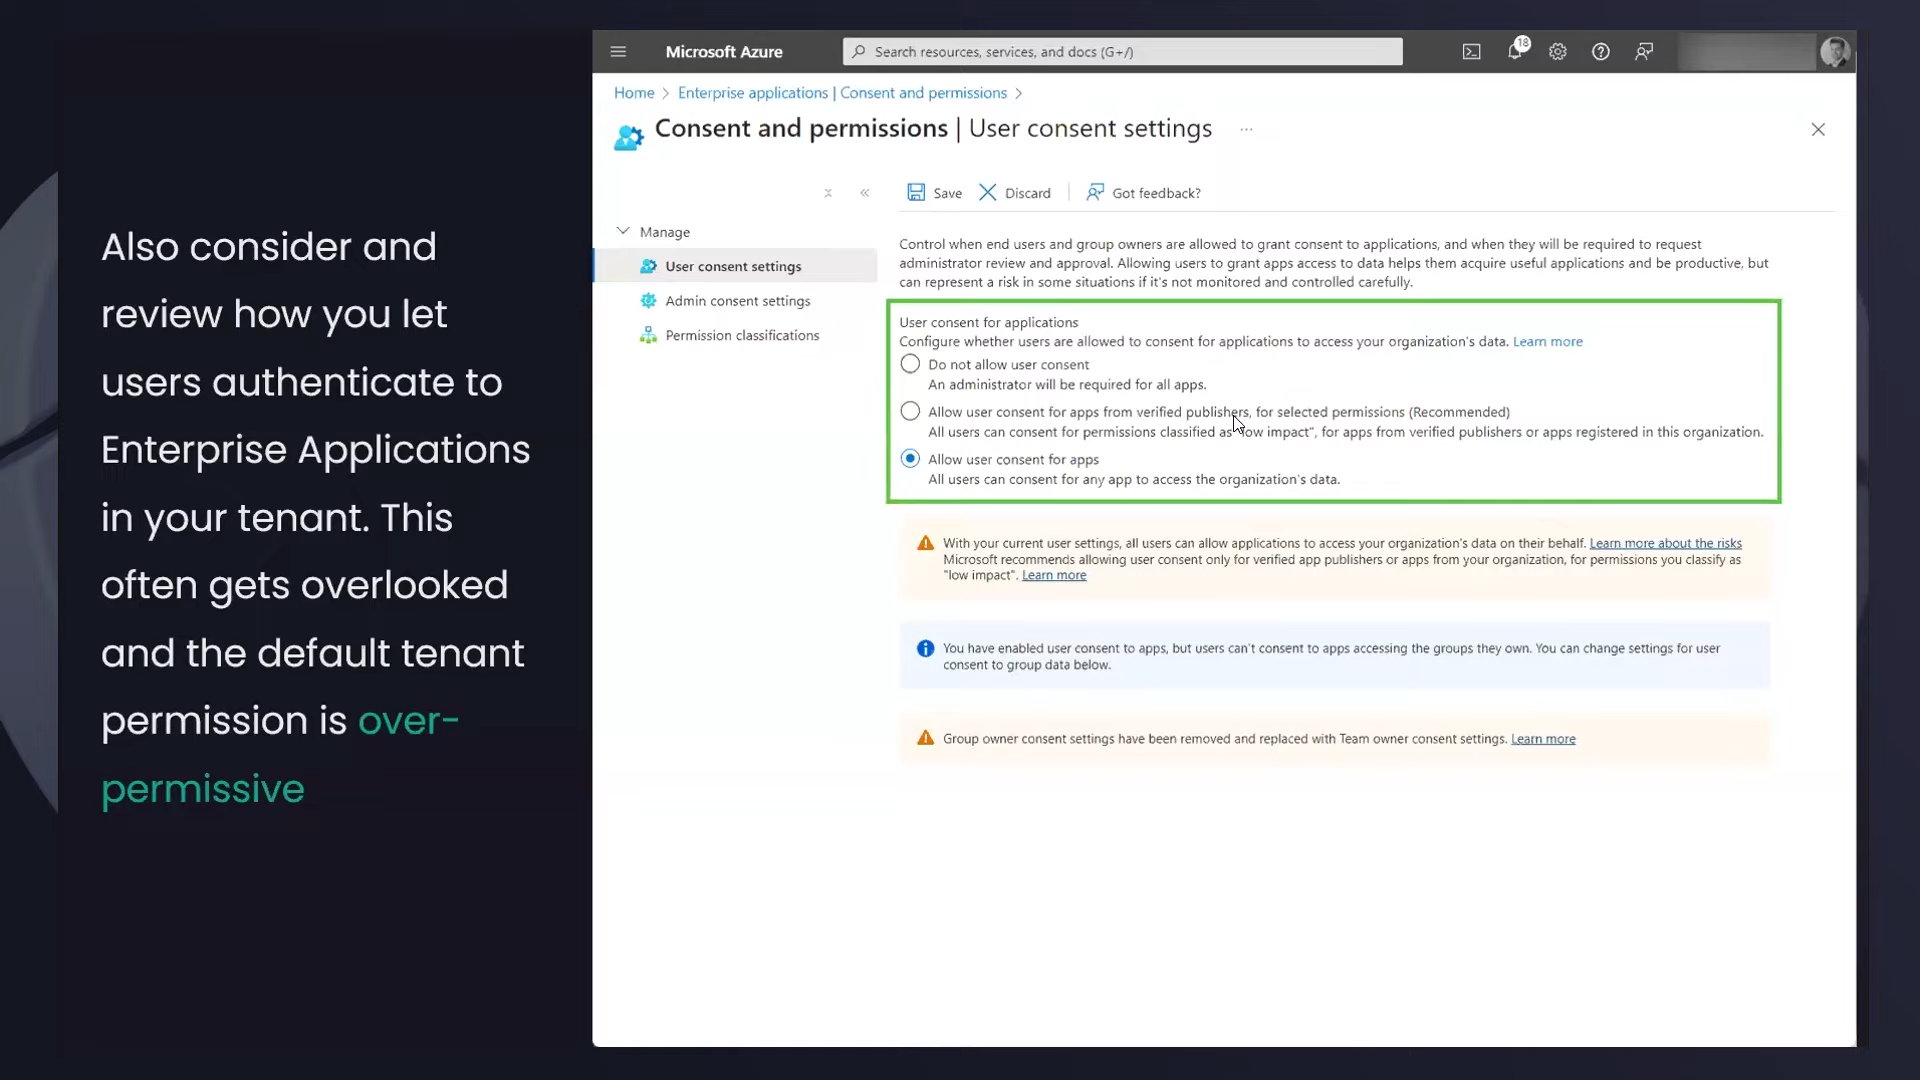 Also consider and
review how you let
users authenticate to
Enterprise Applications
in your tenant. This
often gets overlooked
and the default tenant
permission is over-
permissive
Microsoft Azure
Search resources, services, and docs (G+/)
18
Home > Enterprise applications | Consent and permissions >
Consent and permissions | User consent settings ...
Save
Discard
Got feedback?
Manage
User consent settings
Admin consent settings
Permission classifications
Control when end users and group owners are allowed to grant consent to applications, and when they will be required to request
administrator review and approval. Allowing users to grant apps access to data helps them acquire useful applications and be productive, but
can represent a risk in some situations if it's not monitored and controlled carefully.
User consent for applications
Configure whether users are allowed to consent for applications to access your organization's data. Learn more
Do not allow user consent
An administrator will be required for all apps.
Allow user consent for apps from verified publishers, for selected permissions (Recommended)
All users can consent for permissions classified as "low impact", for apps from verified publishers or apps registered in this organization.
Allow user consent for apps
All users can consent for any app to access the organization's data.
With your current user settings, all users can allow applications to access your organization's data on their behalf. Learn more about the risks
Microsoft recommends allowing user consent only for verified app publishers or apps from your organization, for permissions you classify as
"low impact". Learn more
You have enabled user consent to apps, but users can't consent to apps accessing the groups they own. You can change settings for user
consent to group data below.
Group owner consent settings have been removed and replaced with Team owner consent settings. Learn more